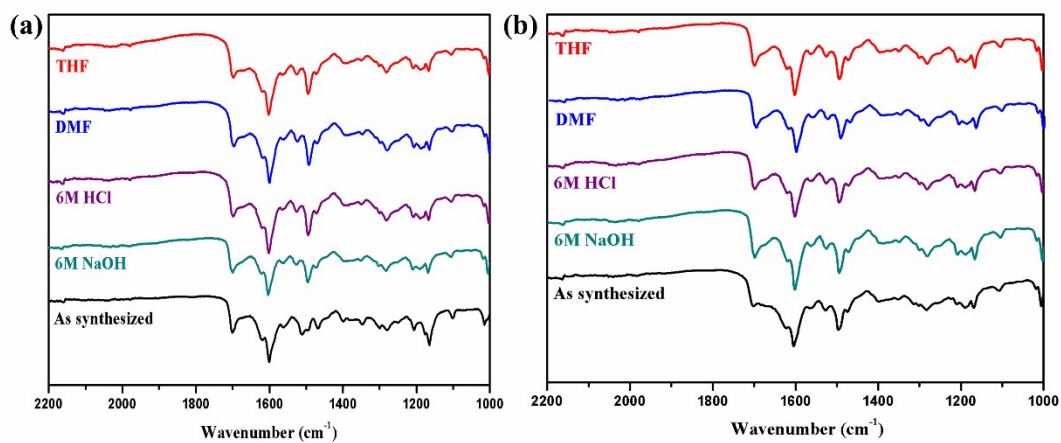 (a)
THF
DMF
6M HCl
6M NaOH
As synthesized
2200 2000 1800 1600 1400 1200 1000
Wavenumber (cm⁻¹)
(b)
THF
DMF
6M HCl
6M NaOH
As synthesized
2200 2000 1800 1600 1400 1200 1000
Wavenumber (cm⁻¹)